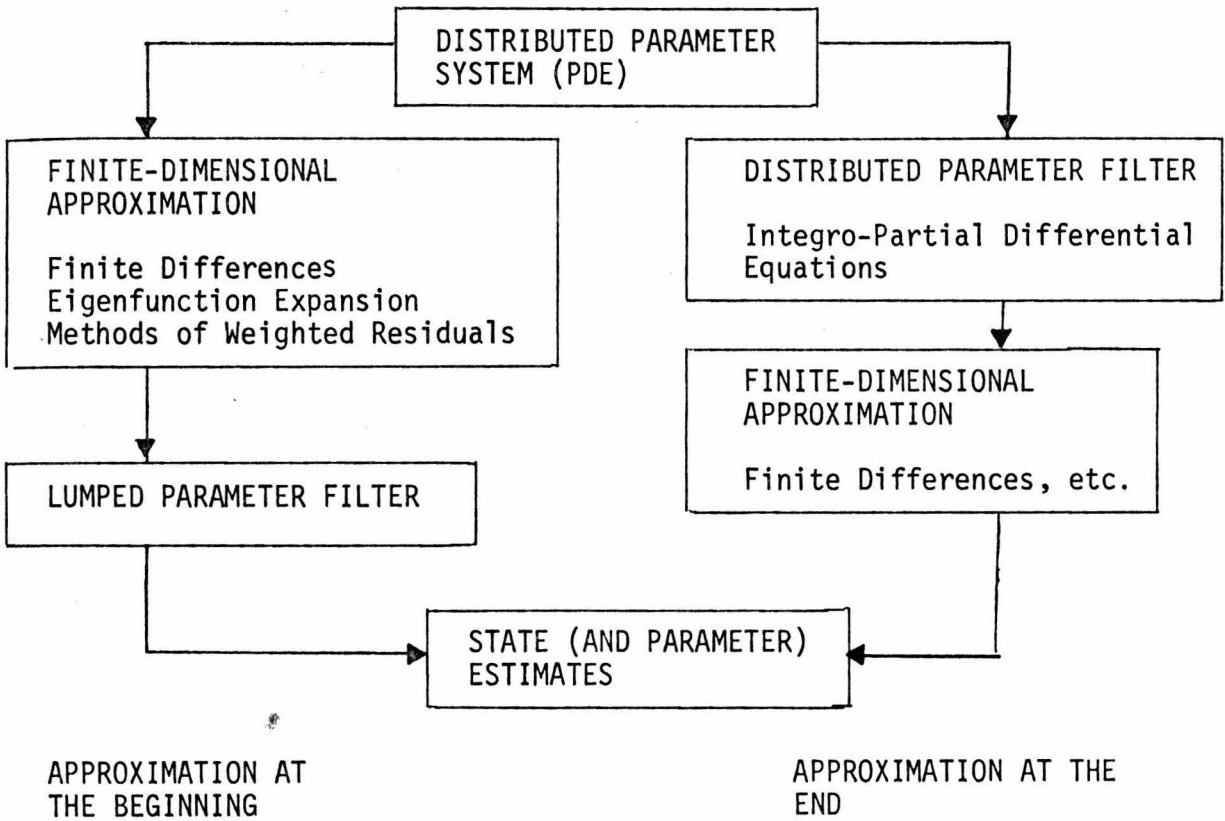 DISTRIBUTED PARAMETER
SYSTEM (PDE)
FINITE-DIMENSIONAL
APPROXIMATION
Finite Differences
Eigenfunction Expansion
Methods of Weighted Residuals
LUMPED PARAMETER FILTER
DISTRIBUTED PARAMETER FILTER
Integro-Partial Differential
Equations
FINITE-DIMENSIONAL
APPROXIMATION
Finite Differences, etc.
STATE (AND PARAMETER)
ESTIMATES
APPROXIMATION AT
THE BEGINNING
APPROXIMATION AT THE
END